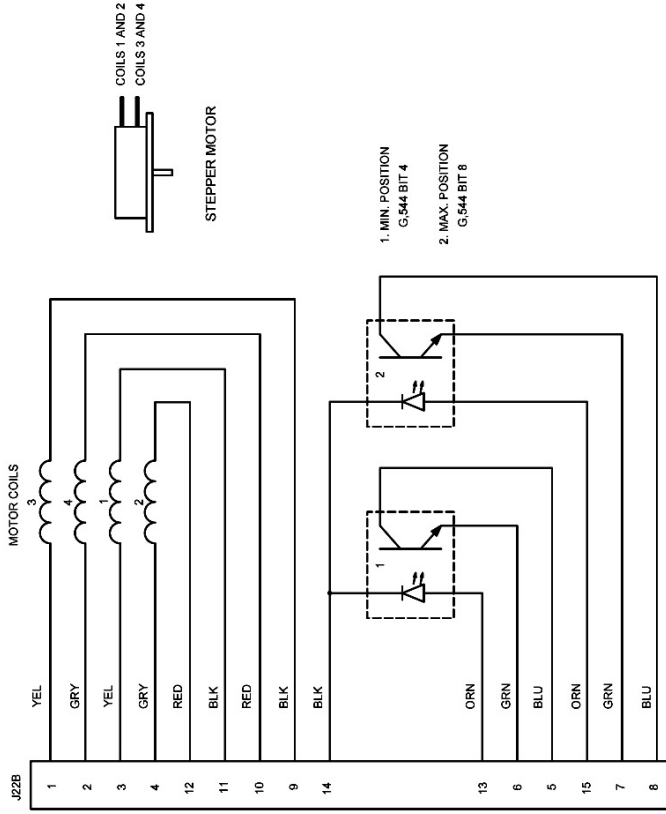 J22B
MOTOR COILS
1 YEL 3
2 GRY 4
3 YEL 1
4 GRY 2
12 RED
11 BLK
10 RED
9 BLK
14 BLK
13 ORN
6 GRN
5 BLU
15 ORN
7 GRN
8 BLU
1
2
COILS 1 AND 2
COILS 3 AND 4
STEPPER MOTOR
1. MIN. POSITION
G,544 BIT 4
2. MAX. POSITION
G,544 BIT 8